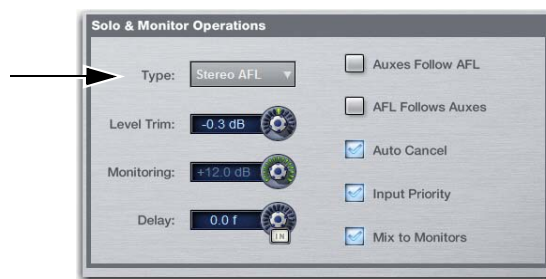 Solo & Monitor Operations
Type: Stereo AFL
Level Trim: -0.3 dB
Monitoring: +12.0 dB
Delay: 0.0 f
IN
Auxes Follow AFL
AFL Follows Auxes
Auto Cancel
Input Priority
Mix to Monitors